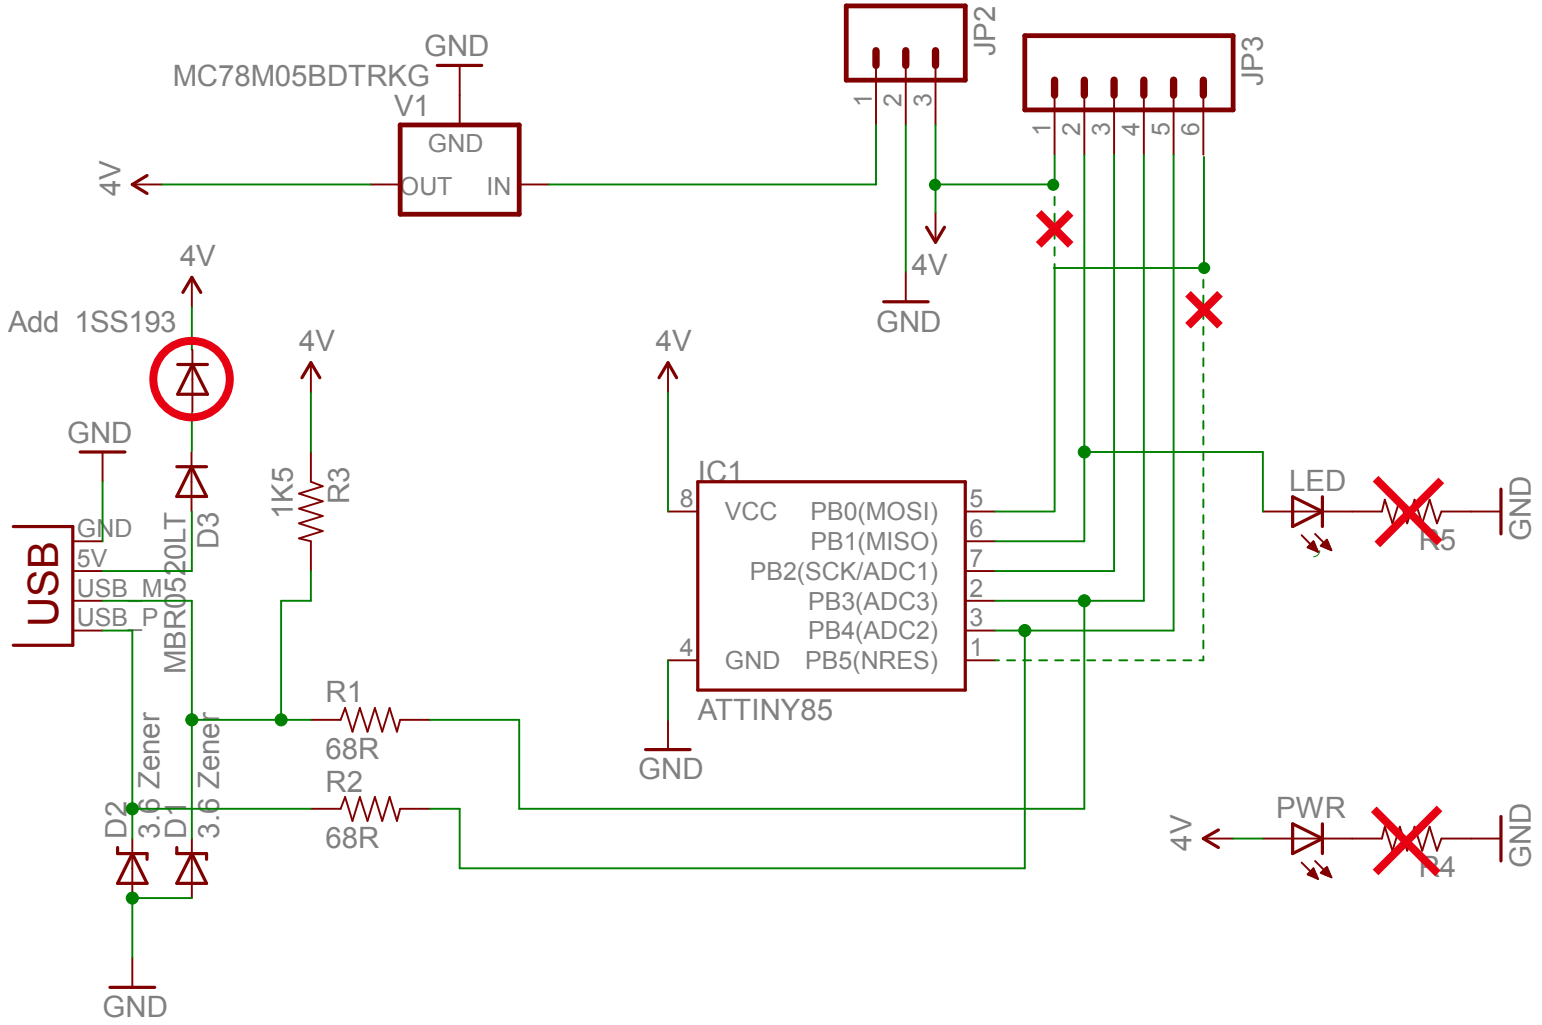 GND
MC78M05BDTRKG
V1
GND
OUT
IN
4V
JP2
1
2
3
JP3
1
2
3
4
5
6
4V
GND
4V
Add 1SS193
4V
4V
GND
1K5
R3
D3
MBR0520LT
USB
GND
5V
USB_M
USB_P
IC1
8
VCC
PB0(MOSI)
5
PB1(MISO)
6
PB2(SCK/ADC1)
7
PB3(ADC3)
2
PB4(ADC2)
3
4
GND
PB5(NRES)
1
ATTINY85
GND
LED
R5
GND
R1
68R
R2
68R
D2
3.6 Zener
D1
3.6 Zener
GND
4V
PWR
R4
GND